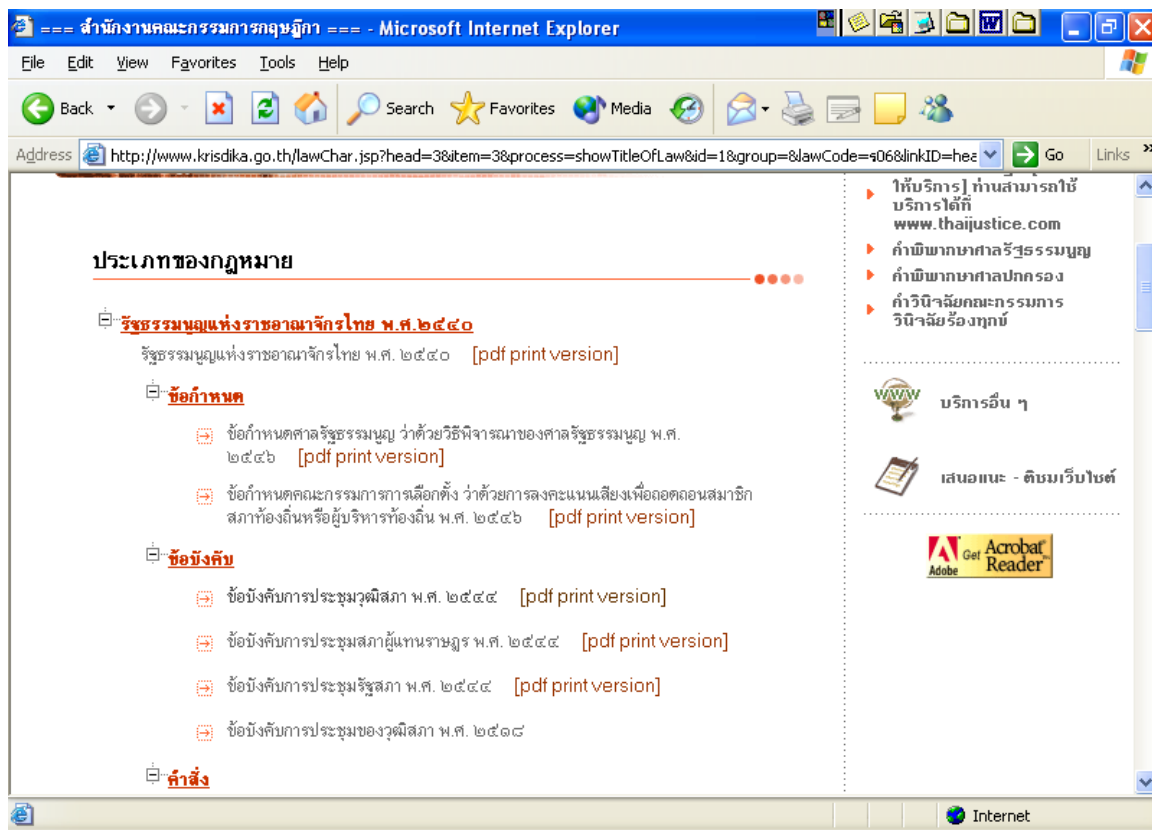 === สำนักงานคณะกรรมการกฤษฎีกา === - Microsoft Internet Explorer
File Edit View Favorites Tools Help
Back Search Favorites Media
Address http://www.krisdika.go.th/lawChar.jsp?head=3&item=3&process=showTitleOfLaw&id=1&group=&lawCode=ร06&linkID=hea Go Links
ประเภทของกฎหมาย
รัฐธรรมนูญแห่งราชอาณาจักรไทย พ.ศ.๒๕๔๐
รัฐธรรมนูญแห่งราชอาณาจักรไทย พ.ศ. ๒๕๔๐ [pdf print version]
ข้อกำหนด
ข้อกำหนดศาลรัฐธรรมนูญ ว่าด้วยวิธีพิจารณาของศาลรัฐธรรมนูญ พ.ศ.
๒๕๔๖ [pdf print version]
ข้อกำหนดคณะกรรมการการเลือกตั้ง ว่าด้วยการลงคะแนนเสียงเพื่อถอดถอนสมาชิก
สภาท้องถิ่นหรือผู้บริหารท้องถิ่น พ.ศ. ๒๕๔๖ [pdf print version]
ข้อบังคับ
ข้อบังคับการประชุมวุฒิสภา พ.ศ. ๒๕๔๔ [pdf print version]
ข้อบังคับการประชุมสภาผู้แทนราษฎร พ.ศ. ๒๕๔๔ [pdf print version]
ข้อบังคับการประชุมรัฐสภา พ.ศ. ๒๕๔๔ [pdf print version]
ข้อบังคับการประชุมของวุฒิสภา พ.ศ. ๒๕๑๘
คำสั่ง
ให้บริการ] ท่านสามารถใช้
บริการได้ที่
www.thaijustice.com
คำพิพากษาศาลรัฐธรรมนูญ
คำพิพากษาศาลปกครอง
คำวินิจฉัยคณะกรรมการ
วินิจฉัยร้องทุกข์
WWW บริการอื่น ๆ
เสนอแนะ - ติชมเว็บไซต์
Adobe Get Acrobat
Reader
Internet